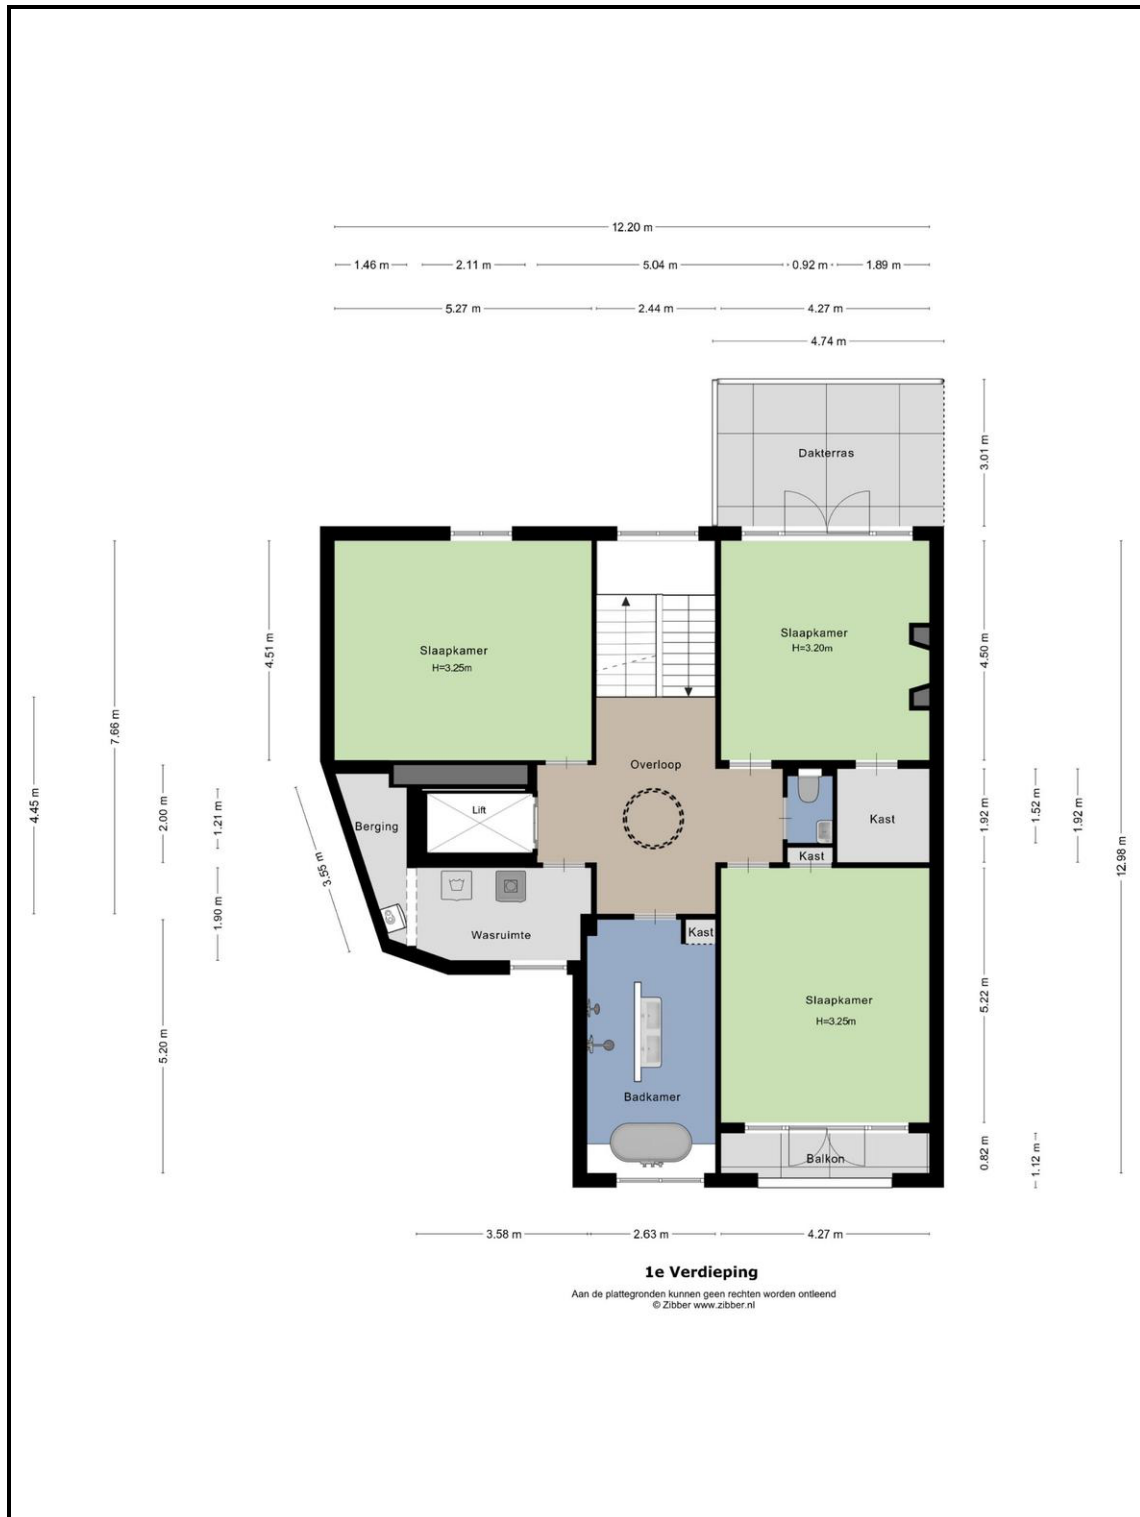 12.20 m
1.46 m
2.11 m
5.04 m
0.92 m
1.89 m
5.27 m
2.44 m
4.27 m
4.74 m
Dakterras
3.01 m
Slaapkamer
H=3.25m
Slaapkamer
H=3.20m
4.51 m
4.50 m
7.66 m
4.45 m
Overloop
Lift
Berging
Kast
Kast
2.00 m
1.21 m
3.55 m
1.92 m
1.52 m
1.92 m
12.98 m
1.90 m
Wasruimte
Kast
Slaapkamer
H=3.25m
5.22 m
5.20 m
Badkamer
Balkon
0.82 m
1.12 m
3.58 m
2.63 m
4.27 m
1e Verdieping
Aan de plattegronden kunnen geen rechten worden ontleend
© Zibber www.zibber.nl